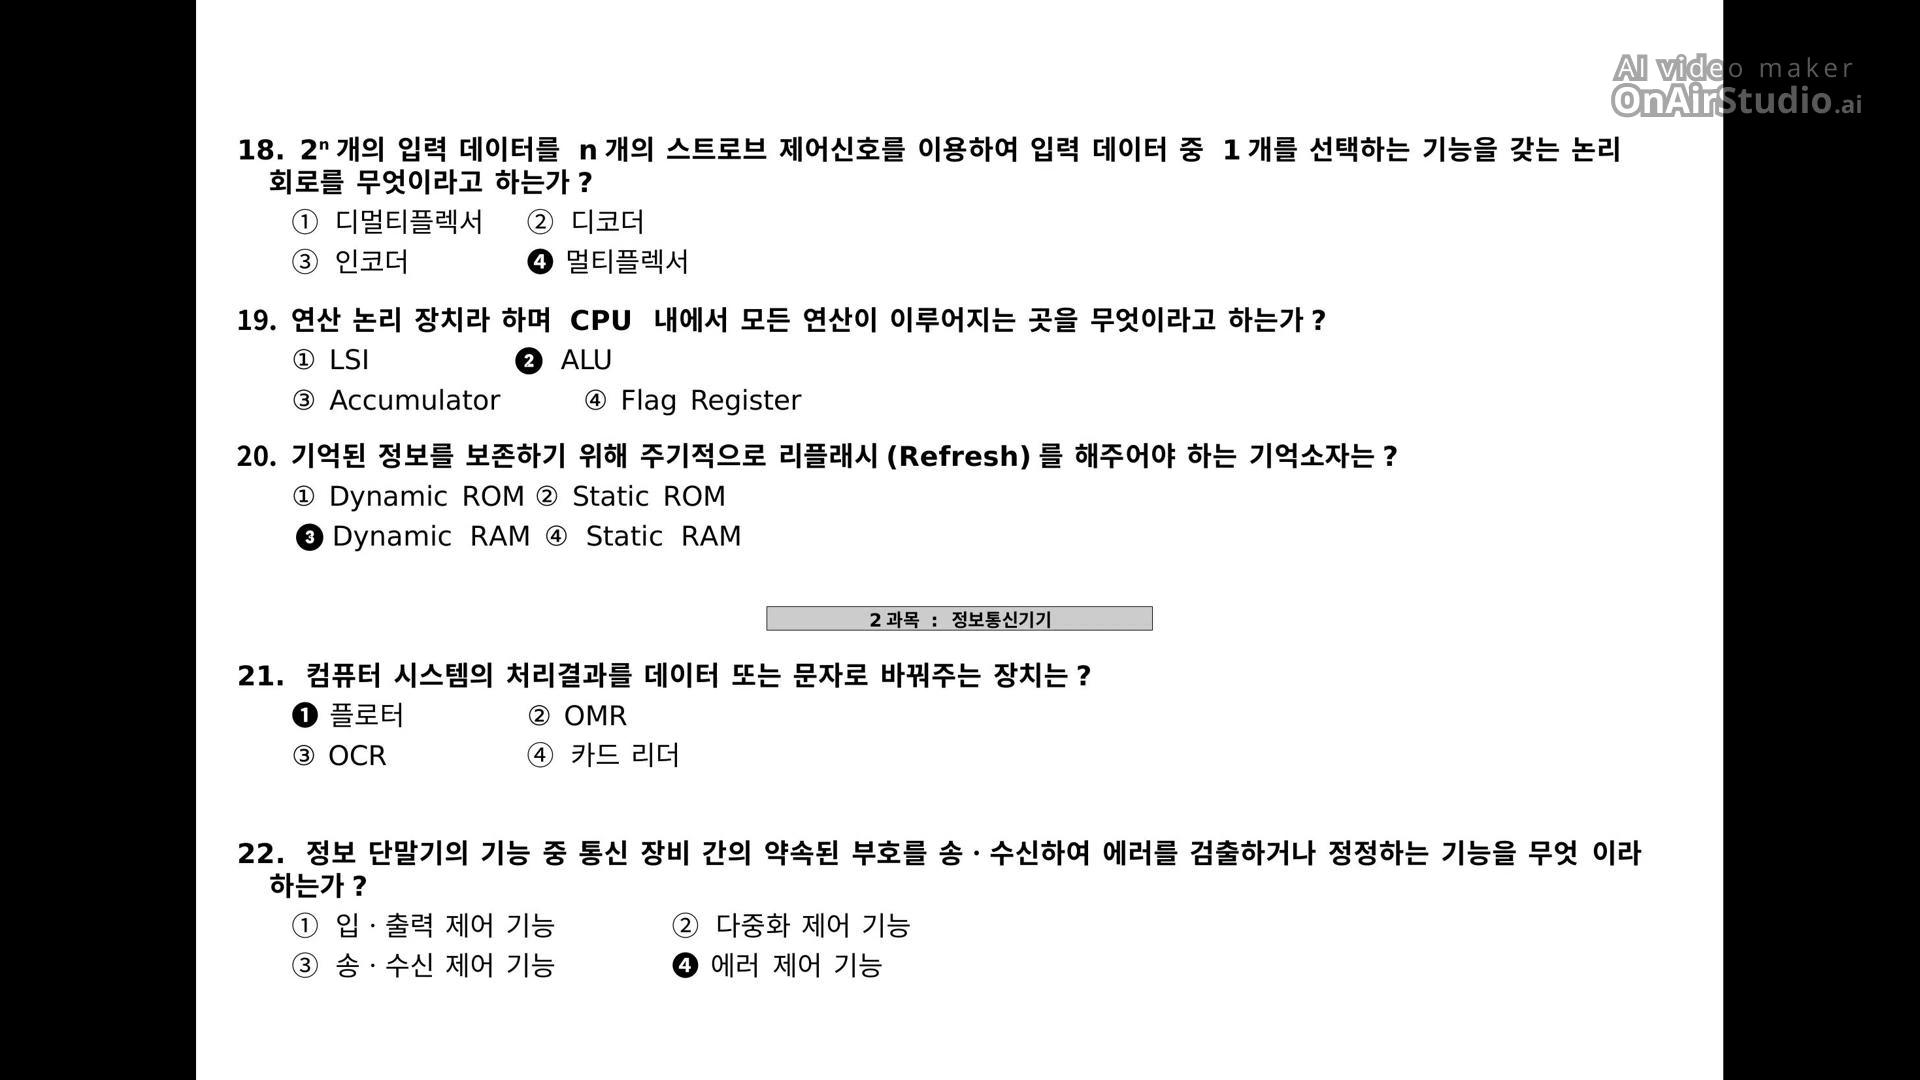 AI video maker
OnAirStudio.ai
18. 2ⁿ개의 입력 데이터를 n개의 스트로브 제어신호를 이용하여 입력 데이터 중 1개를 선택하는 기능을 갖는 논리
회로를 무엇이라고 하는가?
① 디멀티플렉서 ② 디코더
③ 인코더 ❹ 멀티플렉서
19. 연산 논리 장치라 하며 CPU 내에서 모든 연산이 이루어지는 곳을 무엇이라고 하는가?
① LSI ❷ ALU
③ Accumulator ④ Flag Register
20. 기억된 정보를 보존하기 위해 주기적으로 리플래시(Refresh)를 해주어야 하는 기억소자는?
① Dynamic ROM ② Static ROM
❸ Dynamic RAM ④ Static RAM
2과목 : 정보통신기기
21. 컴퓨터 시스템의 처리결과를 데이터 또는 문자로 바꿔주는 장치는?
❶ 플로터 ② OMR
③ OCR ④ 카드 리더
22. 정보 단말기의 기능 중 통신 장비 간의 약속된 부호를 송·수신하여 에러를 검출하거나 정정하는 기능을 무엇 이라
하는가?
① 입·출력 제어 기능 ② 다중화 제어 기능
③ 송·수신 제어 기능 ❹ 에러 제어 기능